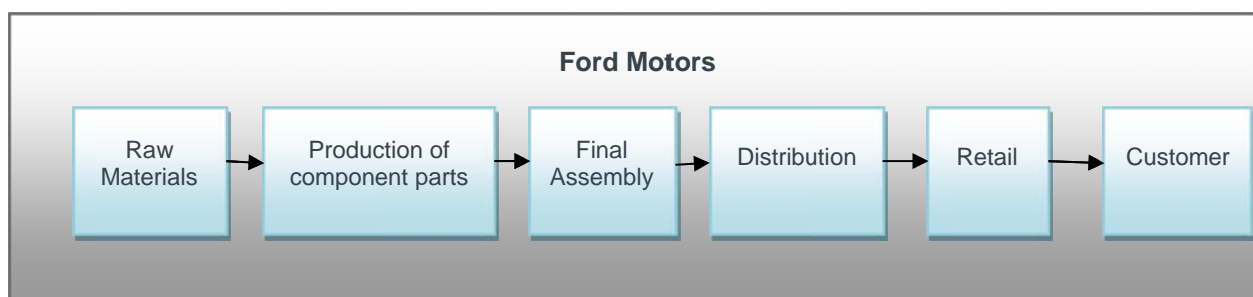 Ford Motors
Raw
Materials
Production of
component parts
Final
Assembly
Distribution
Retail
Customer